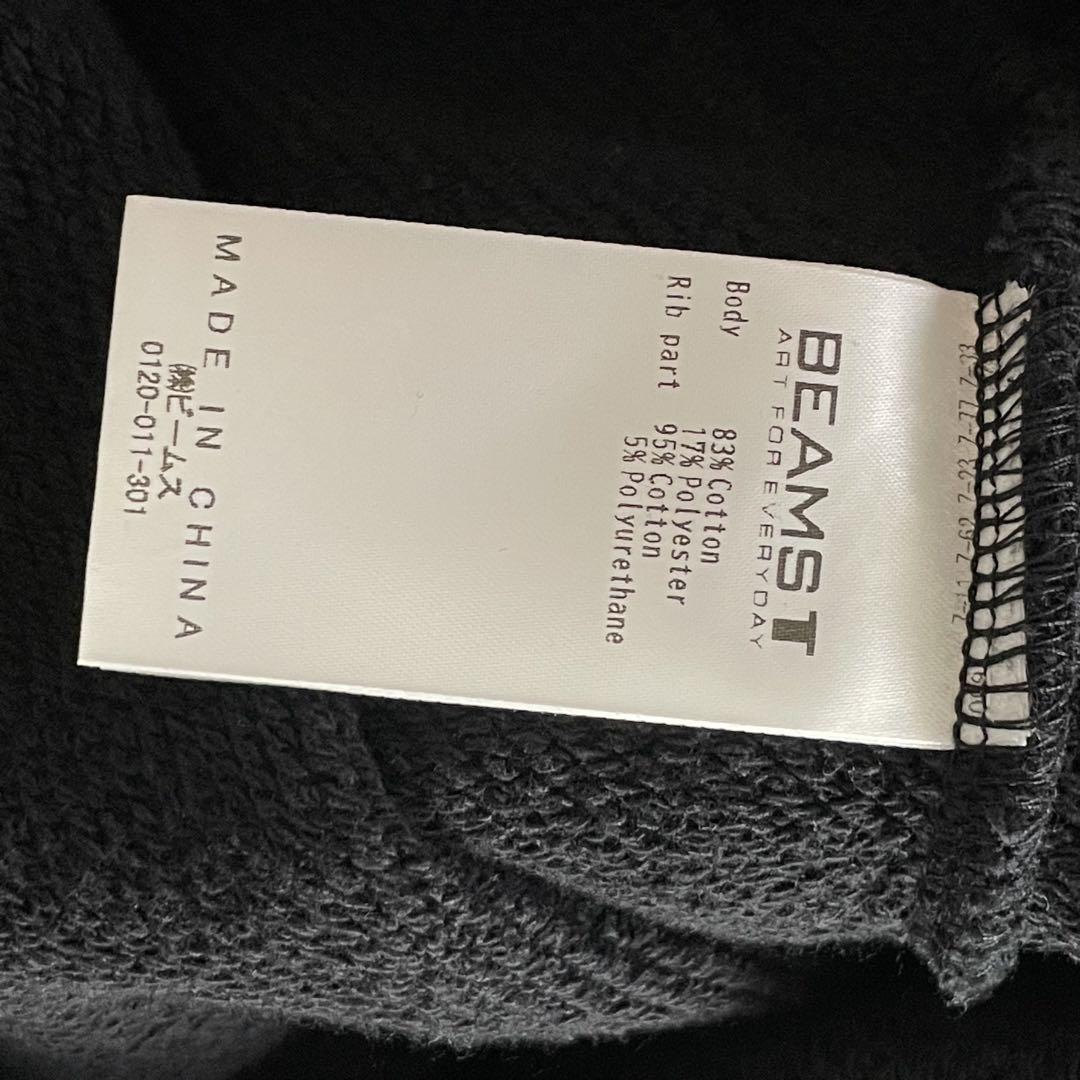 BEAMST
ART FOR EVERYDAY
Body 83% Cotton
17% Polyester
Rib part 95% Cotton
5% Polyurethane
MADE IN CHINA
㈱ビームス
0120-011-301